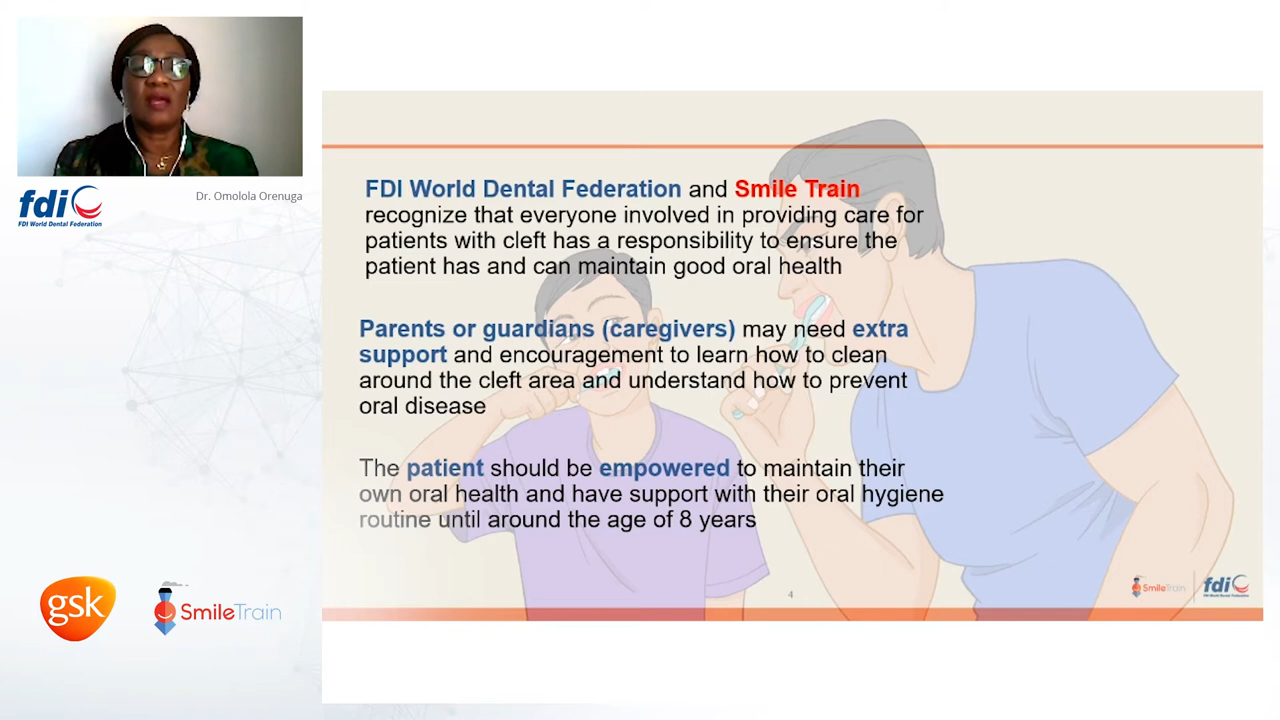 fdi
FDI World Dental Federation
Dr. Omolola Orenuga
FDI World Dental Federation and Smile Train
recognize that everyone involved in providing care for
patients with cleft has a responsibility to ensure the
patient has and can maintain good oral health
Parents or guardians (caregivers) may need extra
support and encouragement to learn how to clean
around the cleft area and understand how to prevent
oral disease
The patient should be empowered to maintain their
own oral health and have support with their oral hygiene
routine until around the age of 8 years
gsk
SmileTrain
4
SmileTrain
fdi
FDI World Dental Federation